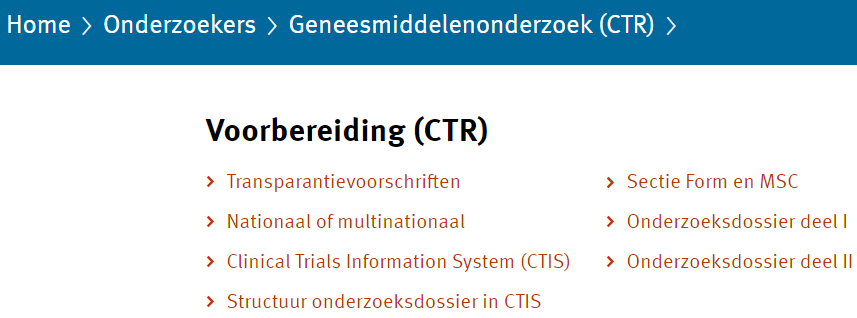 Home > Onderzoekers > Geneesmiddelenonderzoek (CTR) >
Voorbereiding (CTR)
> Transparantievoorschriften
> Nationaal of multinationaal
> Clinical Trials Information System (CTIS)
> Structuur onderzoeksdossier in CTIS
> Sectie Form en MSC
> Onderzoeksdossier deel I
> Onderzoeksdossier deel II